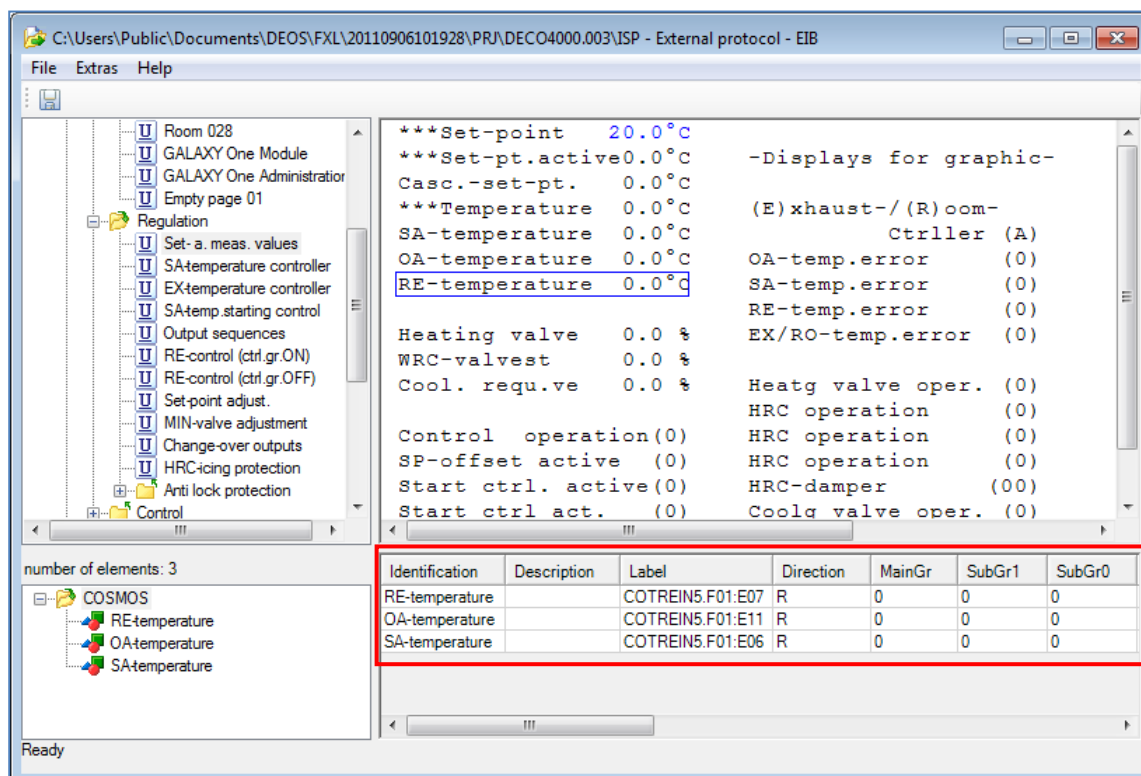 C:\Users\Public\Documents\DEOS\FXL\20110906101928\PRJ\DECO4000.003\ISP - External protocol - EIB
File Extras Help
Room 028
GALAXY One Module
GALAXY One Administration
Empty page 01
Regulation
Set- a. meas. values
SA-temperature controller
EX-temperature controller
SA-temp.starting control
Output sequences
RE-control (ctrl.gr.ON)
RE-control (ctrl.gr.OFF)
Set-point adjust.
MIN-valve adjustment
Change-over outputs
HRC-icing protection
Anti lock protection
Control
***Set-point 20.0°C
***Set-pt.active0.0°C -Displays for graphic-
Casc.-set-pt. 0.0°C
***Temperature 0.0°C (E)xhaust-/(R)oom-
SA-temperature 0.0°C Ctrller (A)
OA-temperature 0.0°C OA-temp.error (0)
RE-temperature 0.0°C SA-temp.error (0)
RE-temp.error (0)
Heating valve 0.0 % EX/RO-temp.error (0)
WRC-valvest 0.0 %
Cool. requ.ve 0.0 % Heatg valve oper. (0)
HRC operation (0)
Control operation(0) HRC operation (0)
SP-offset active (0) HRC operation (0)
Start ctrl. active(0) HRC-damper (00)
Start ctrl act. (0) Coolg valve oper. (0)
number of elements: 3
COSMOS
RE-temperature
OA-temperature
SA-temperature
Identification Description Label Direction MainGr SubGr1 SubGr0
RE-temperature COTREIN5.F01:E07 R 0 0 0
OA-temperature COTREIN5.F01:E11 R 0 0 0
SA-temperature COTREIN5.F01:E06 R 0 0 0
Ready